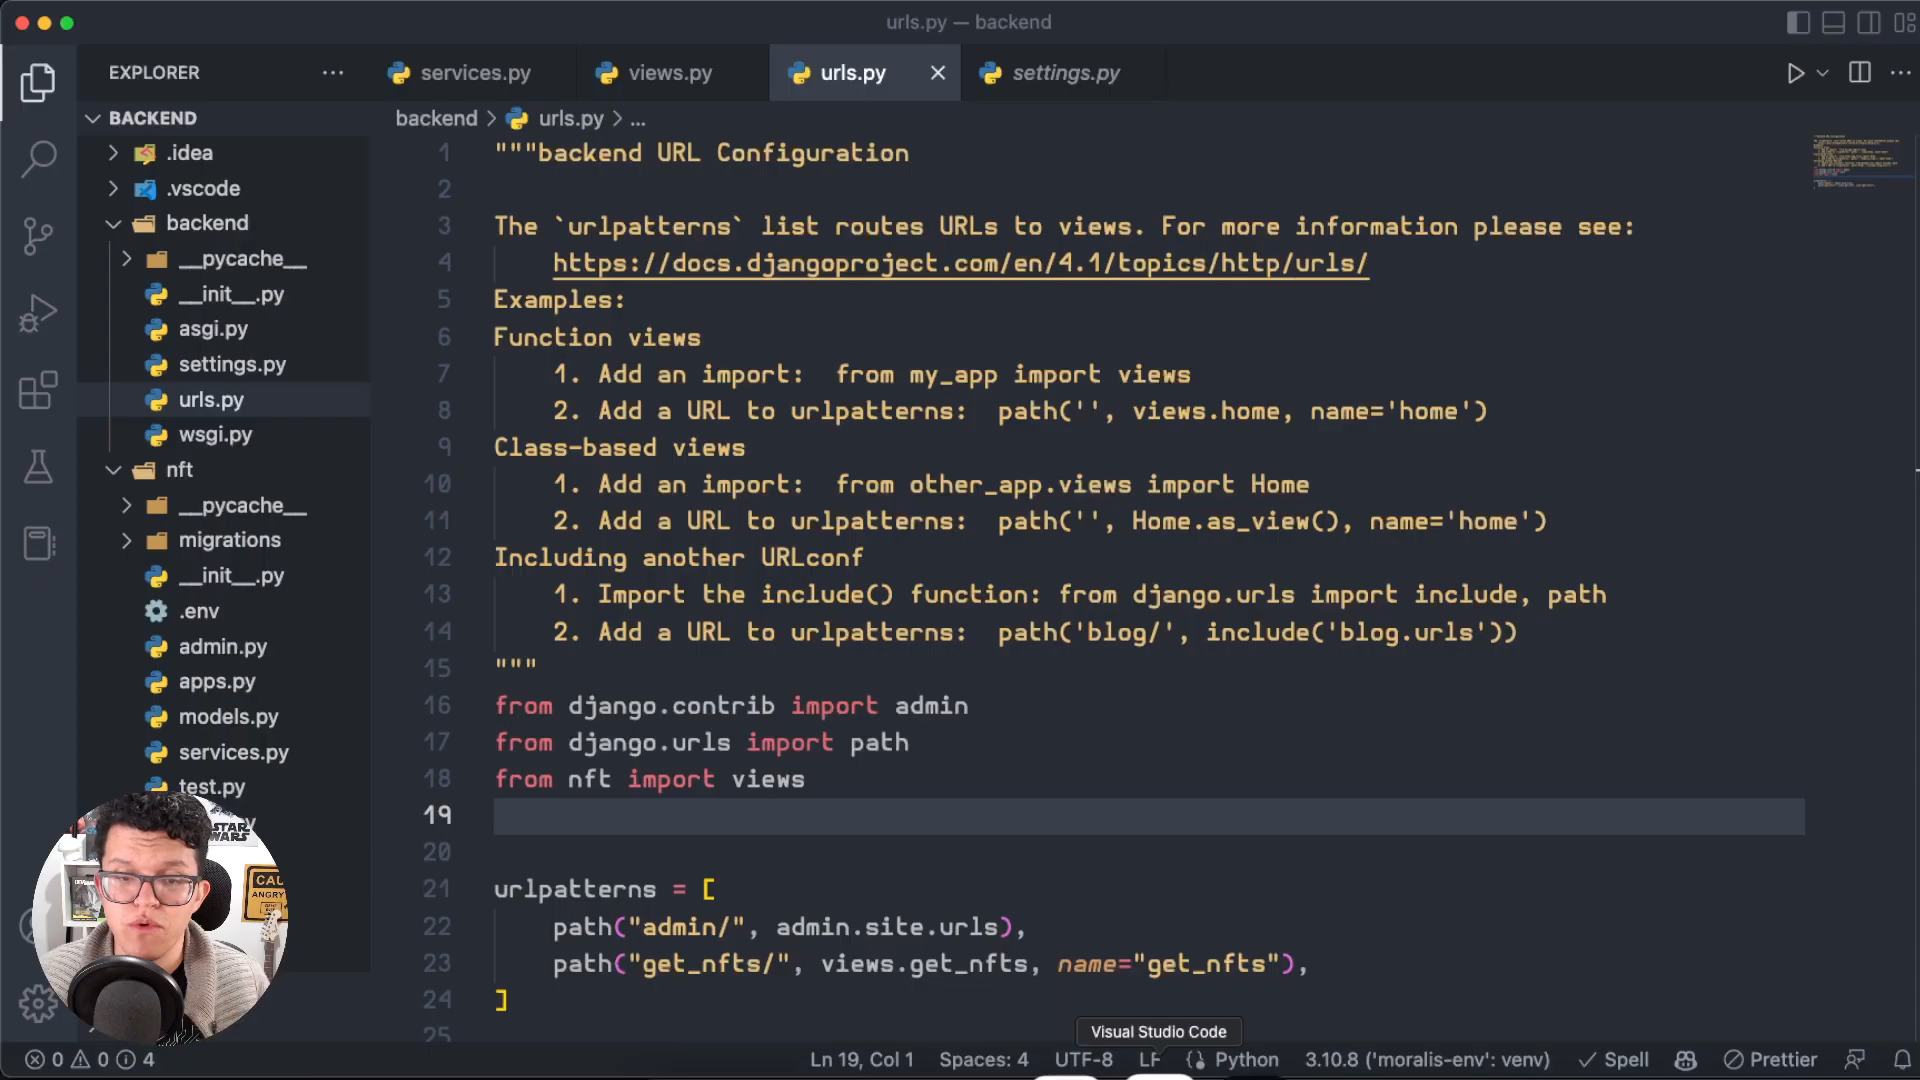 urls.py — backend
EXPLORER
services.py
views.py
urls.py
settings.py
BACKEND
backend > urls.py > ...
.idea
.vscode
backend
__pycache__
__init__.py
asgi.py
settings.py
urls.py
wsgi.py
nft
__pycache__
migrations
__init__.py
.env
admin.py
apps.py
models.py
services.py
test.py
1 """backend URL Configuration
2
3 The `urlpatterns` list routes URLs to views. For more information please see:
4 https://docs.djangoproject.com/en/4.1/topics/http/urls/
5 Examples:
6 Function views
7 1. Add an import:  from my_app import views
8 2. Add a URL to urlpatterns:  path('', views.home, name='home')
9 Class-based views
10 1. Add an import:  from other_app.views import Home
11 2. Add a URL to urlpatterns:  path('', Home.as_view(), name='home')
12 Including another URLconf
13 1. Import the include() function: from django.urls import include, path
14 2. Add a URL to urlpatterns:  path('blog/', include('blog.urls'))
15 """
16 from django.contrib import admin
17 from django.urls import path
18 from nft import views
19
20
21 urlpatterns = [
22 path("admin/", admin.site.urls),
23 path("get_nfts/", views.get_nfts, name="get_nfts"),
24 ]
25
STAR WARS
ANGRY
Visual Studio Code
0 0 4
Ln 19, Col 1
Spaces: 4
UTF-8
LF
Python
3.10.8 ('moralis-env': venv)
Spell
Prettier